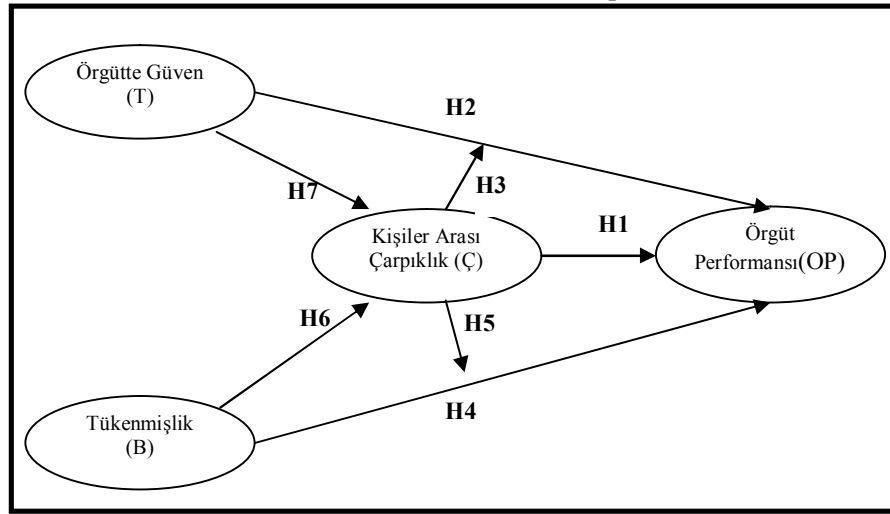 Örgütte Güven
(T)
H2
H7
H3
Kişiler Arası
Çarpıklık (Ç)
H1
Örgüt
Performansı(OP)
H6
H5
H4
Tükenmişlik
(B)